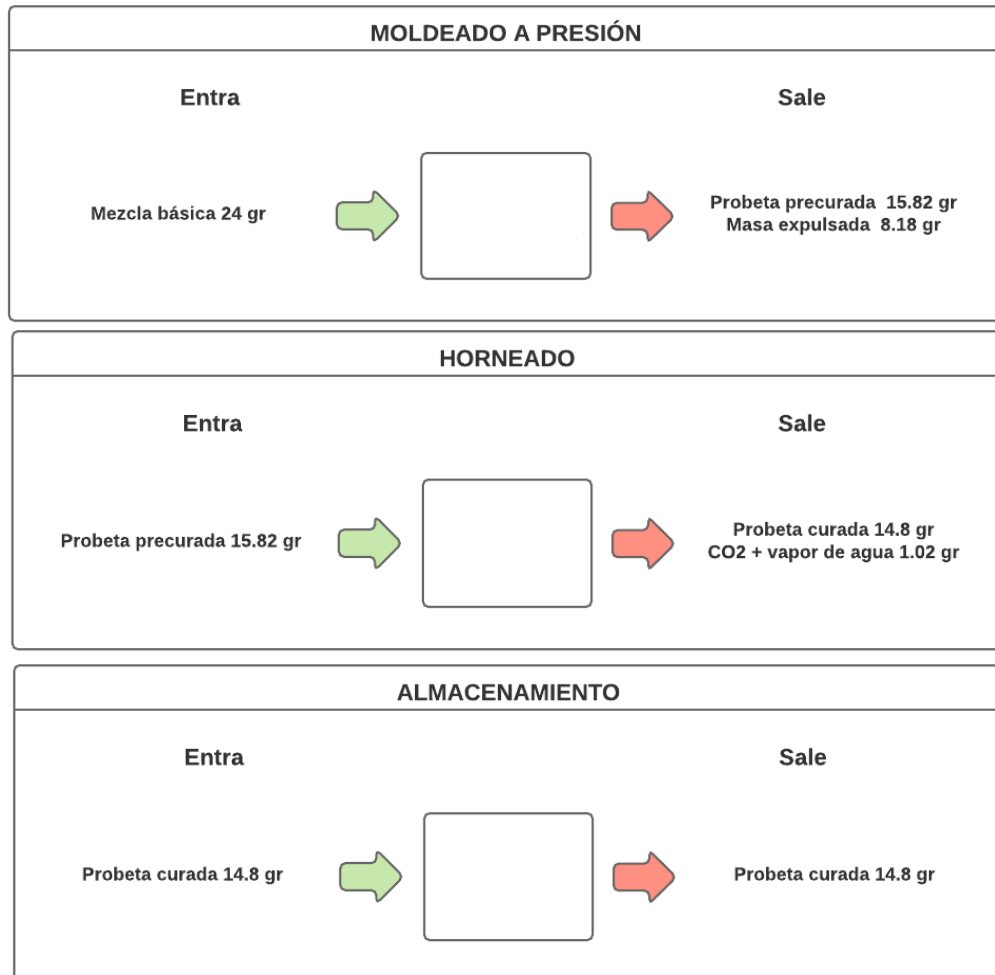 MOLDEADO A PRESIÓN
Entra
Sale
Mezcla básica 24 gr
Probeta precurada 15.82 gr
Masa expulsada 8.18 gr
HORNEADO
Entra
Sale
Probeta precurada 15.82 gr
Probeta curada 14.8 gr
CO2 + vapor de agua 1.02 gr
ALMACENAMIENTO
Entra
Sale
Probeta curada 14.8 gr
Probeta curada 14.8 gr